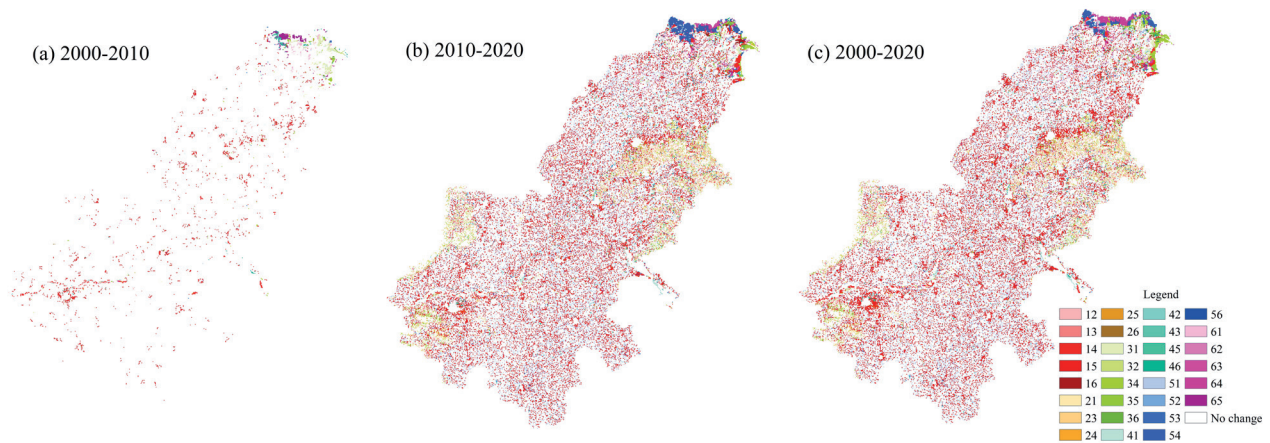 (a) 2000-2010
(b) 2010-2020
(c) 2000-2020
Legend
12 25 42 56
13 26 43 61
14 31 45 62
15 32 46 63
16 34 51 64
21 35 52 65
23 36 53 No change
24 41 54